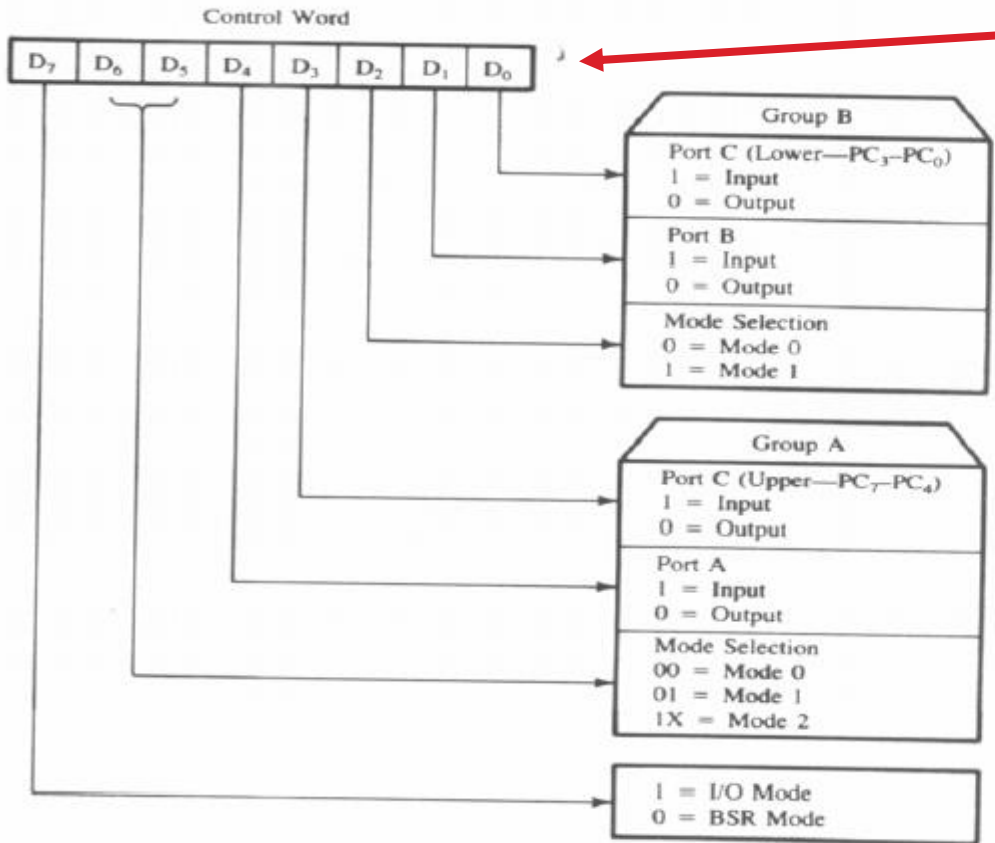 Control Word
D₇ D₆ D₅ D₄ D₃ D₂ D₁ D₀
Group B
Port C (Lower—PC₃–PC₀)
1 = Input
0 = Output
Port B
1 = Input
0 = Output
Mode Selection
0 = Mode 0
1 = Mode 1
Group A
Port C (Upper—PC₇–PC₄)
1 = Input
0 = Output
Port A
1 = Input
0 = Output
Mode Selection
00 = Mode 0
01 = Mode 1
1X = Mode 2
1 = I/O Mode
0 = BSR Mode